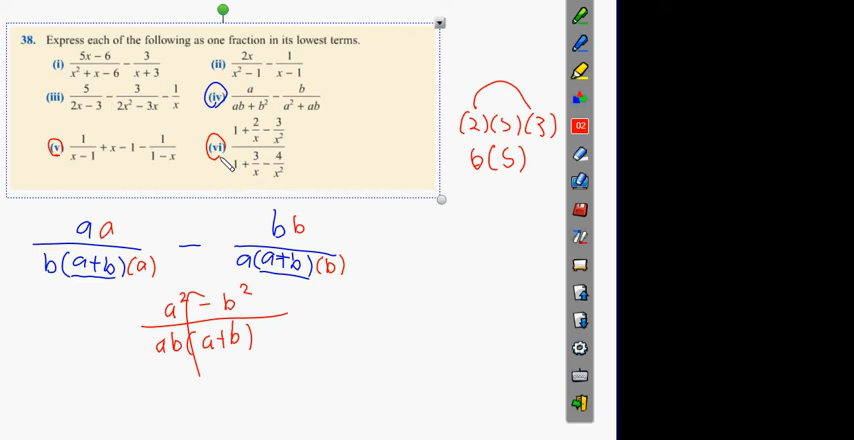 38. Express each of the following as one fraction in its lowest terms.
(i) (5x − 6)/(x² + x − 6) − 3/(x + 3)
(ii) 2x/(x² − 1) − 1/(x − 1)
(iii) 5/(2x − 3) − 3/(2x² − 3x) − 1/x
(iv) a/(ab + b²) − b/(a² + ab)
(v) 1/(x − 1) + x − 1 − 1/(1 − x)
(vi) (1 + 2/x − 3/x²)/(1 + 3/x − 4/x²)
(2)(5)(3)
6(5)
02
a a/(b(a+b)(a)) − b b/(a(a+b)(b))
a² − b²
ab(a+b)